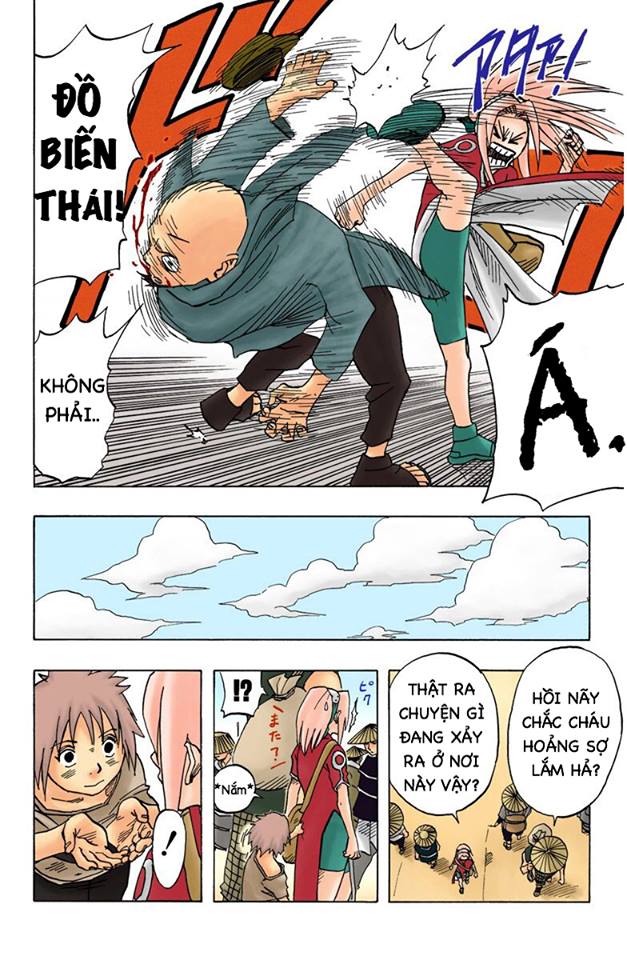 Á.
ĐỒ
BIẾN
THÁI!
KHÔNG
PHẢI..
HỒI NÃY
CHẮC CHÁU
HOẢNG SỢ
LẮM HẢ?
THẬT RA
CHUYỆN GÌ
ĐANG XẢY
RA Ở NƠI
NÀY VẬY?
ピク
またァ?
!?
*Nắm*
!